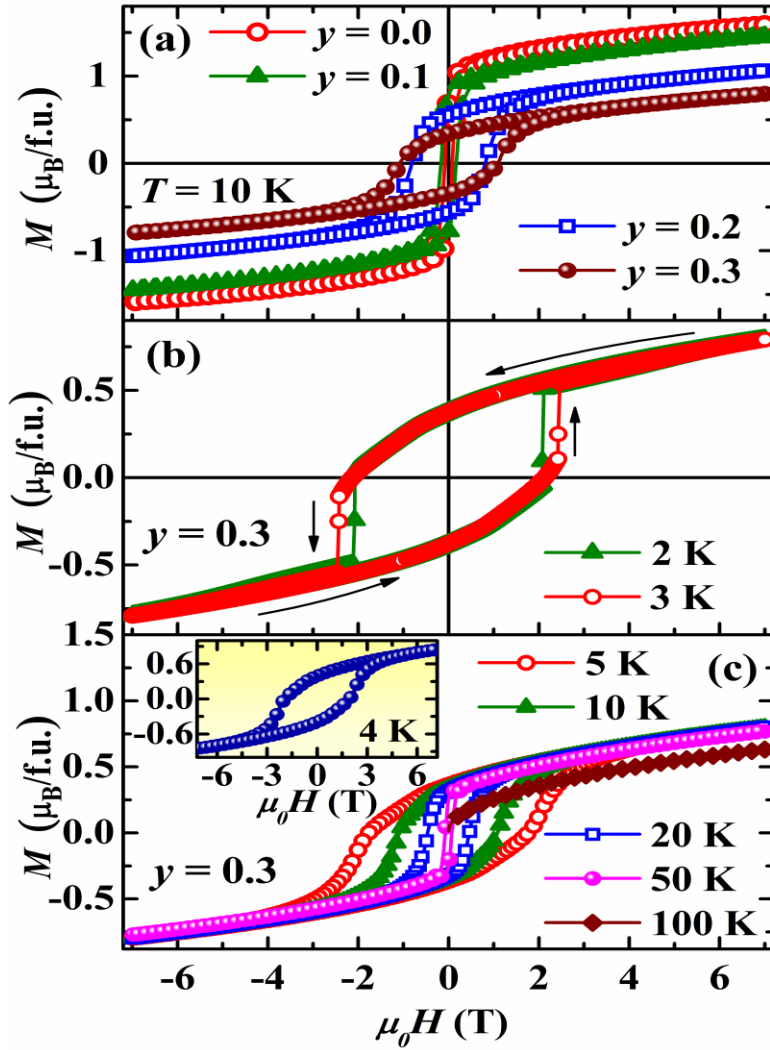 (a)
y = 0.0
y = 0.1
T = 10 K
y = 0.2
y = 0.3
1
0
-1
M (μB/f.u.)
(b)
y = 0.3
2 K
3 K
0.5
0.0
-0.5
M (μB/f.u.)
(c)
5 K
10 K
20 K
50 K
100 K
y = 0.3
1.5
1.0
0.5
0.0
-0.5
M (μB/f.u.)
0.6
0.0
-0.6
4 K
-6 -3 0 3 6
μ0H (T)
-6 -4 -2 0 2 4 6
μ0H (T)